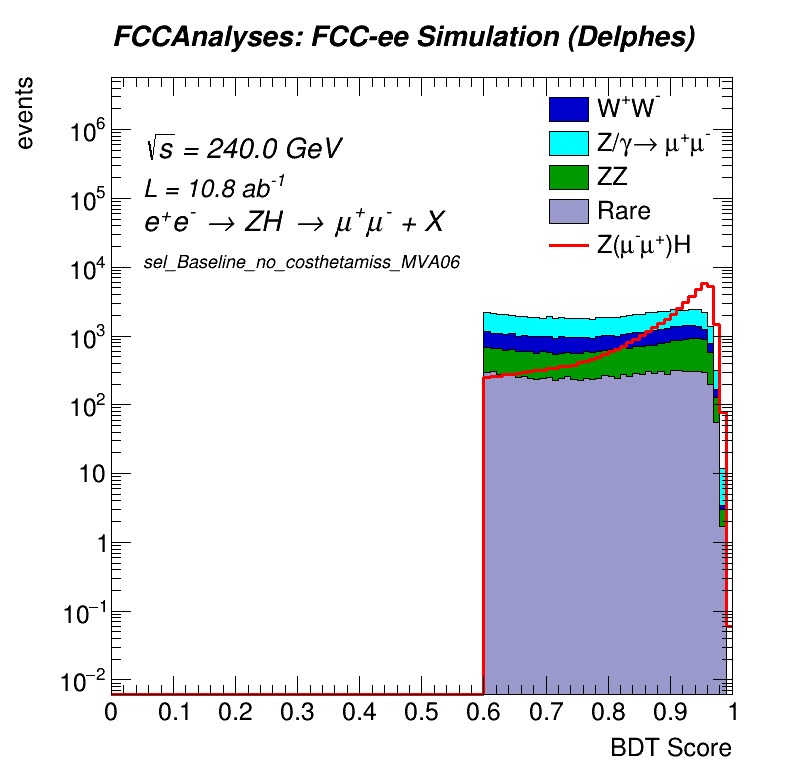 FCCAnalyses: FCC-ee Simulation (Delphes)
events
√s = 240.0 GeV
L = 10.8 ab⁻¹
e⁺e⁻ → ZH → μ⁺μ⁻ + X
sel_Baseline_no_costhetamiss_MVA06
W⁺W⁻
Z/γ→ μ⁺μ⁻
ZZ
Rare
Z(μ⁻μ⁺)H
10⁶
10⁵
10⁴
10³
10²
10
1
10⁻¹
10⁻²
0 0.1 0.2 0.3 0.4 0.5 0.6 0.7 0.8 0.9 1
BDT Score